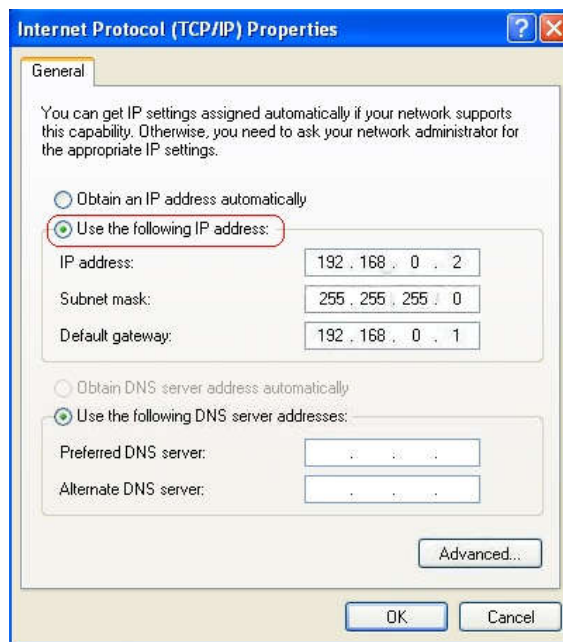 Internet Protocol (TCP/IP) Properties
General
You can get IP settings assigned automatically if your network supports
this capability. Otherwise, you need to ask your network administrator for
the appropriate IP settings.
Obtain an IP address automatically
Use the following IP address:
IP address: 192 . 168 . 0 . 2
Subnet mask: 255 . 255 . 255 . 0
Default gateway: 192 . 168 . 0 . 1
Obtain DNS server address automatically
Use the following DNS server addresses:
Preferred DNS server: . . .
Alternate DNS server: . . .
Advanced...
OK Cancel